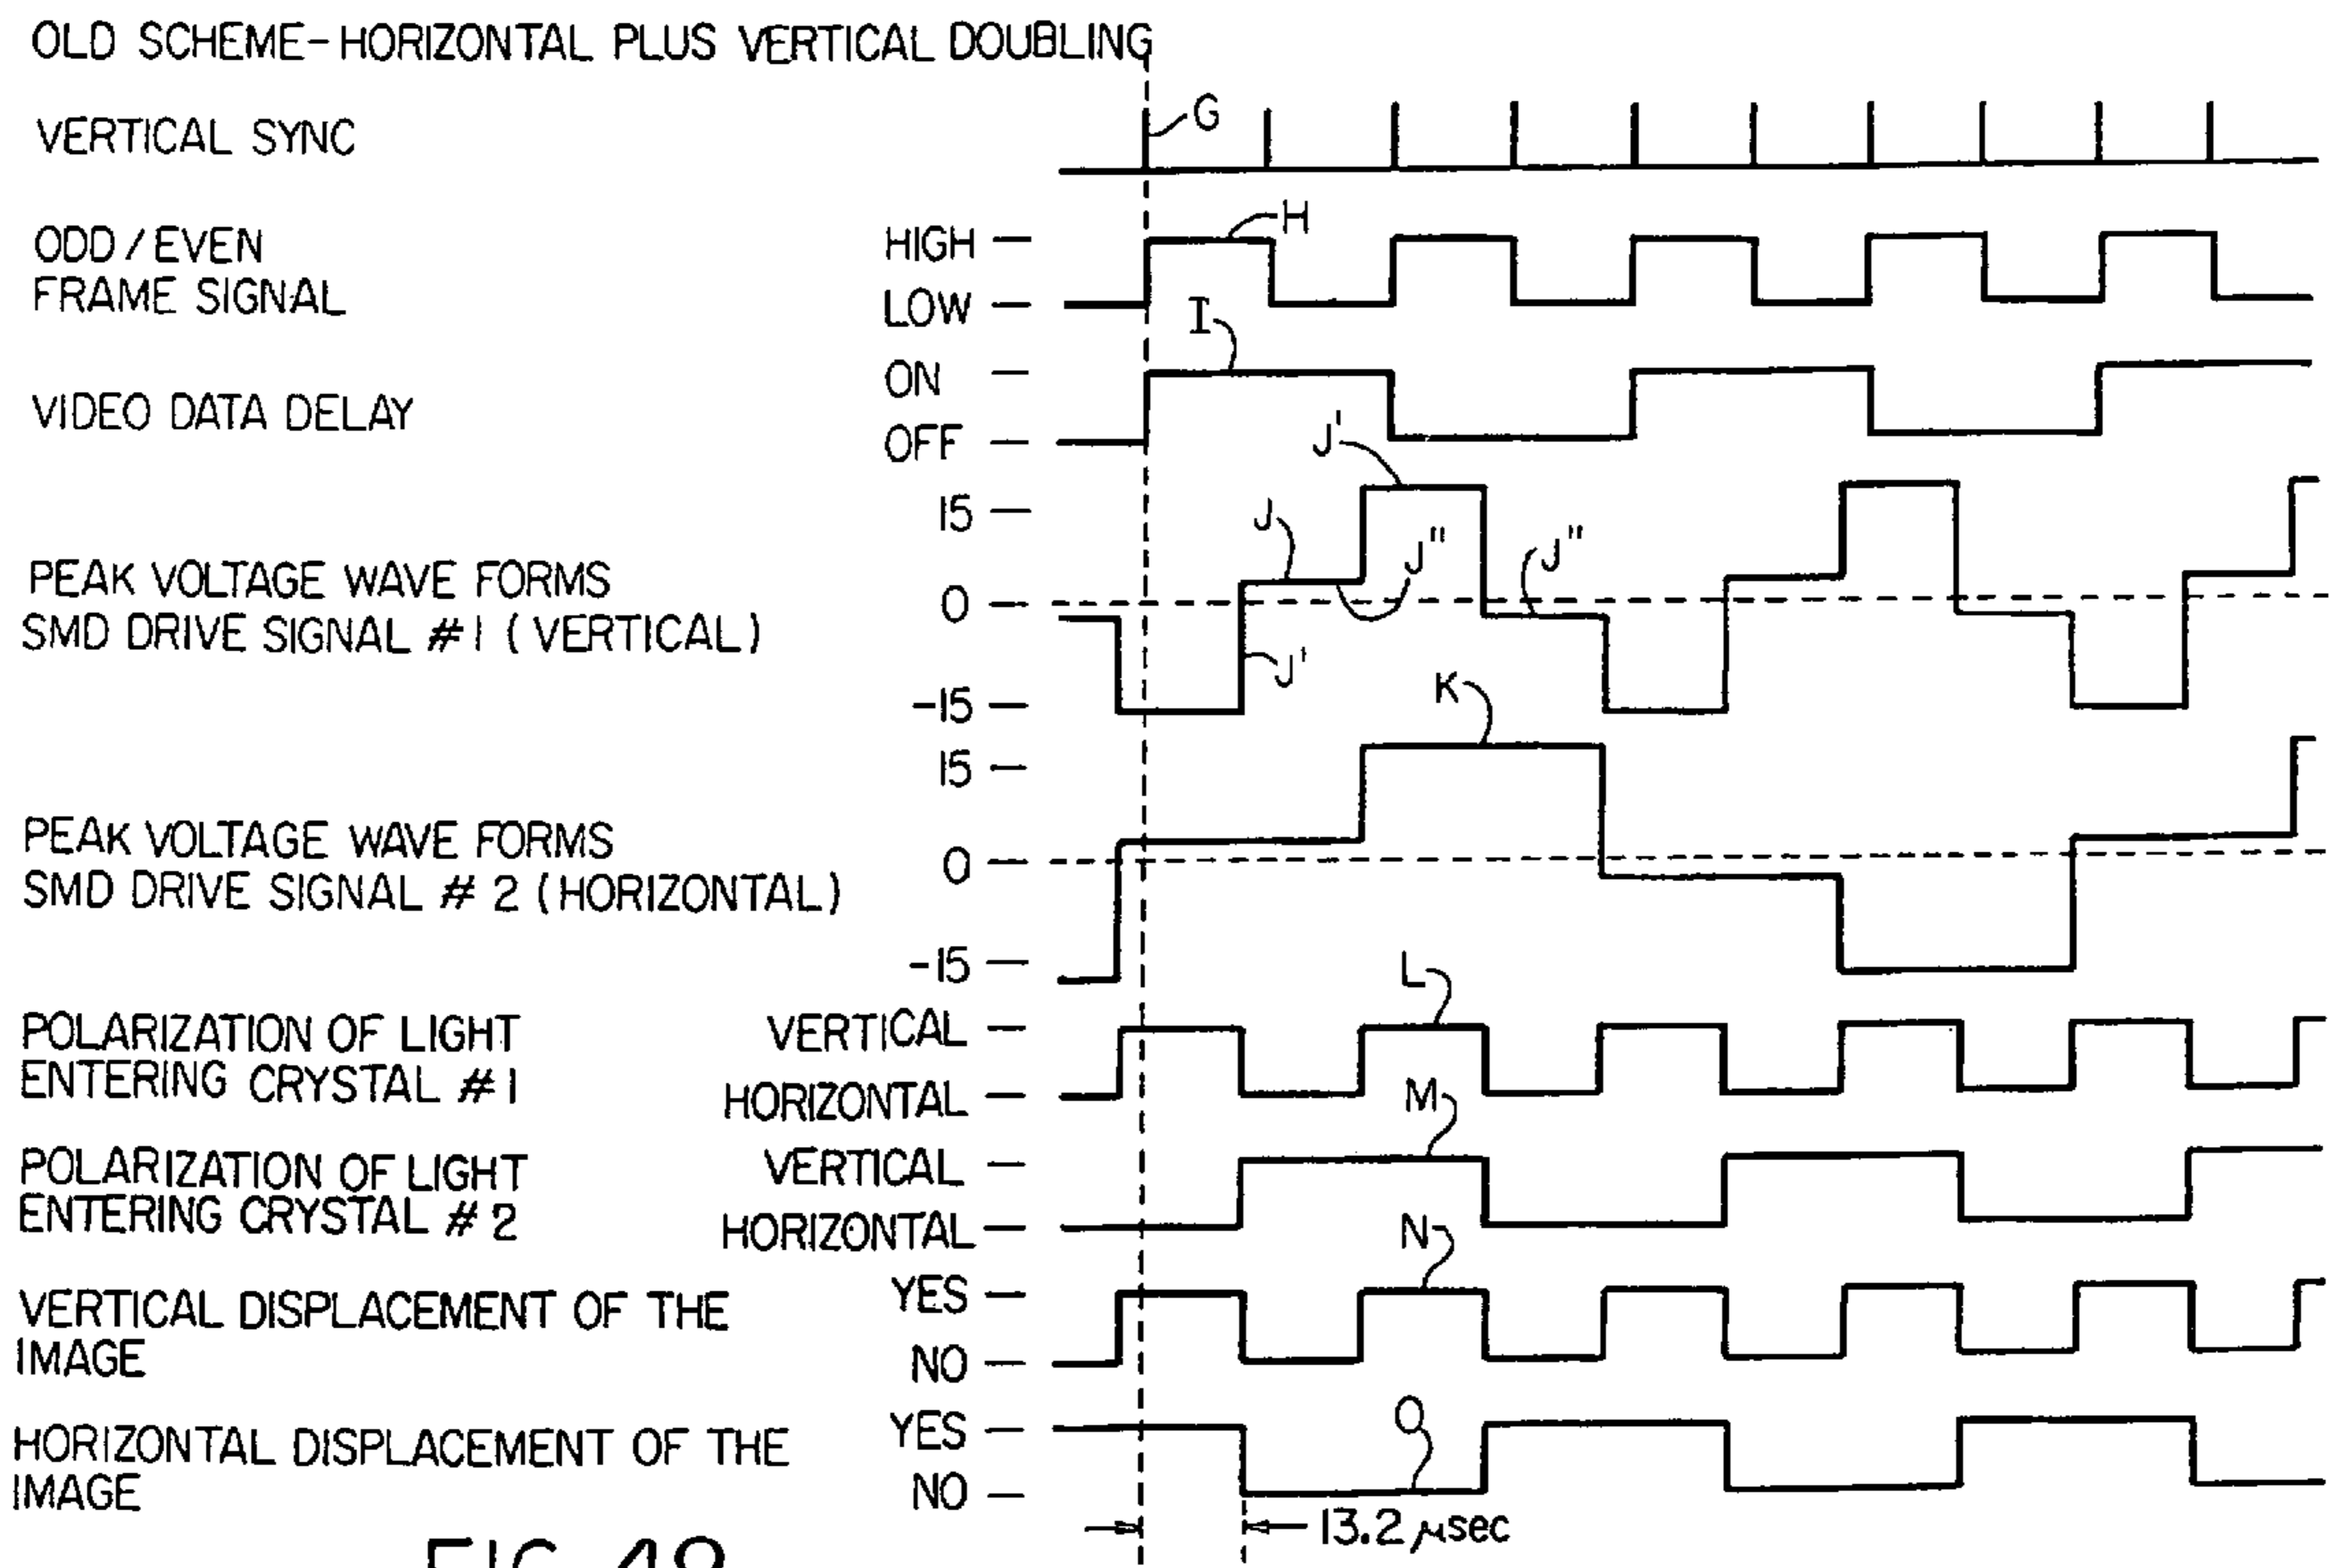 OLD SCHEME-HORIZONTAL PLUS VERTICAL DOUBLING
VERTICAL SYNC
G
ODD/EVEN
FRAME SIGNAL
HIGH
LOW
H
VIDEO DATA DELAY
ON
OFF
I
PEAK VOLTAGE WAVE FORMS
SMD DRIVE SIGNAL #1 (VERTICAL)
15
0
-15
J
J'
J"
J"
J'
PEAK VOLTAGE WAVE FORMS
SMD DRIVE SIGNAL #2 (HORIZONTAL)
15
0
-15
K
POLARIZATION OF LIGHT
ENTERING CRYSTAL #1
VERTICAL
HORIZONTAL
L
POLARIZATION OF LIGHT
ENTERING CRYSTAL #2
VERTICAL
HORIZONTAL
M
VERTICAL DISPLACEMENT OF THE
IMAGE
YES
NO
N
HORIZONTAL DISPLACEMENT OF THE
IMAGE
YES
NO
O
13.2 μsec